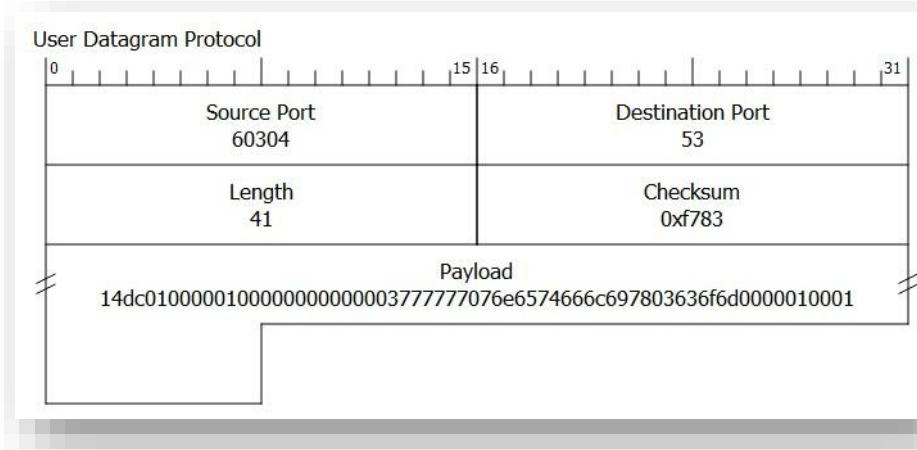 User Datagram Protocol
0 15 16 31
Source Port Destination Port
60304 53
Length Checksum
41 0xf783
Payload
14dc0100000100000000000003777777076e6574666c697803636f6d0000010001